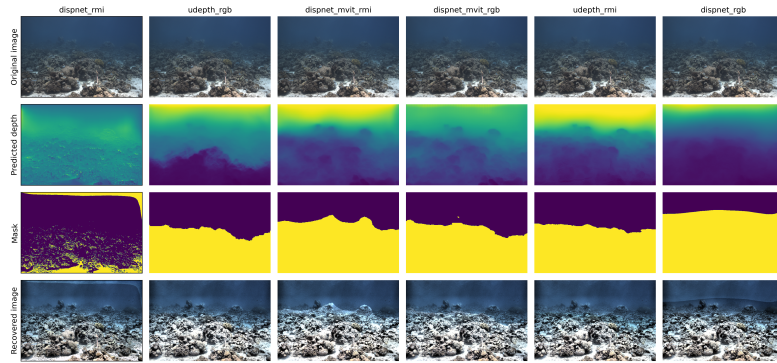 dispnet_rmi
udepth_rgb
dispnet_mvit_rmi
dispnet_mvit_rgb
udepth_rmi
dispnet_rgb
Original image
Predicted depth
Mask
Recovered image